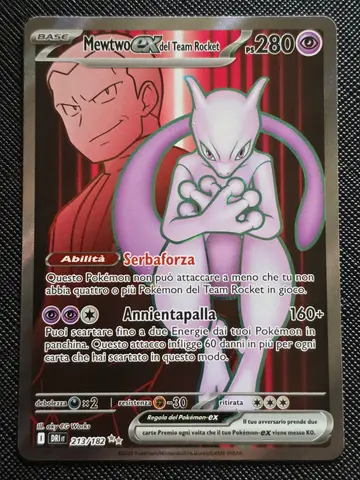 BASE Mewtwo ex del Team Rocket PS 280
Abilità Serbaforza
Questo Pokémon non può attaccare a meno che tu non
abbia quattro o più Pokémon del Team Rocket in gioco.
Annientapalla 160+
Puoi scartare fino a due Energie dai tuoi Pokémon in
panchina. Questo attacco infligge 60 danni in più per ogni
carta che hai scartato in questo modo.
debolezza ×2 resistenza -30 ritirata
Ill. aky CG Works
Regola dei Pokémon-ex
Il tuo avversario prende due
carte Premio ogni volta che il tuo Pokémon-ex viene messo KO.
I DRI IT 213/182